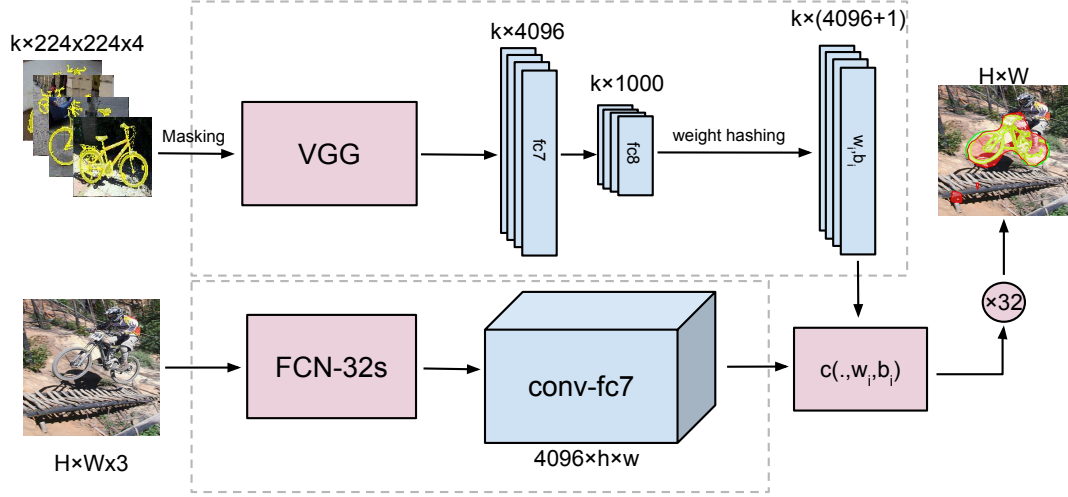 k×224x224x4
Masking
VGG
k×4096
fc7
k×1000
fc8
weight hashing
k×(4096+1)
w_i,b_i
H×W
×32
H×Wx3
FCN-32s
conv-fc7
4096×h×w
c(.,w_i,b_i)